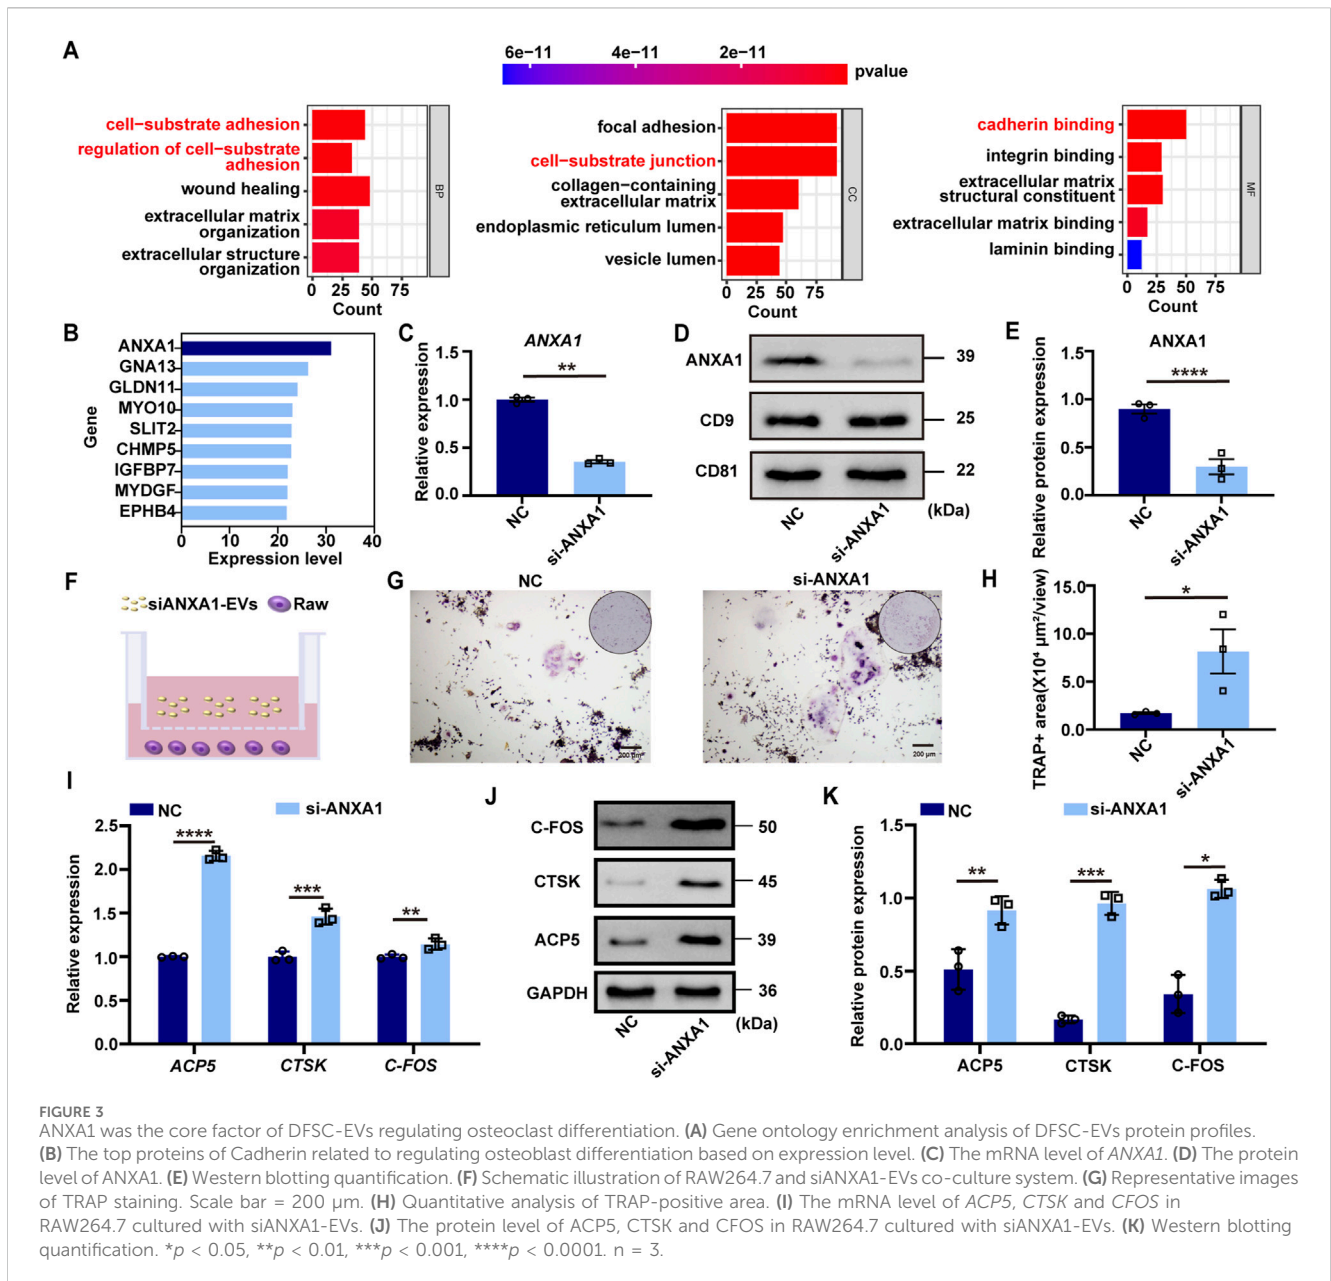 A
6e−11 4e−11 2e−11
pvalue
cell−substrate adhesion
regulation of cell−substrate
adhesion
wound healing
extracellular matrix
organization
extracellular structure
organization
BP
0 25 50 75
Count
focal adhesion
cell−substrate junction
collagen−containing
extracellular matrix
endoplasmic reticulum lumen
vesicle lumen
CC
0 25 50 75
Count
cadherin binding
integrin binding
extracellular matrix
structural constituent
extracellular matrix binding
laminin binding
MF
0 25 50 75 100
Count
B
Gene
ANXA1
GNA13
GLDN11
MYO10
SLIT2
CHMP5
IGFBP7
MYDGF
EPHB4
0 10 20 30 40
Expression level
C
ANXA1
Relative expression
1.5
1.0
0.5
0.0
**
NC
si-ANXA1
D
ANXA1 39
CD9 25
CD81 22
NC
si-ANXA1
(kDa)
E
ANXA1
Relative protein expression
1.5
1.0
0.5
0.0
****
NC
si-ANXA1
F
siANXA1-EVs Raw
G
NC
200 μm
si-ANXA1
200 μm
H
TRAP+ area(X10⁴ μm²/view)
15.0
10.0
5.0
0.0
*
NC
si-ANXA1
I
NC si-ANXA1
Relative expression
2.5
2.0
1.5
1.0
0.5
0.0
**** *** **
ACP5 CTSK C-FOS
J
C-FOS 50
CTSK 45
ACP5 39
GAPDH 36
NC
si-ANXA1
(kDa)
K
NC si-ANXA1
Relative protein expression
1.5
1.0
0.5
0.0
** *** *
ACP5 CTSK C-FOS
FIGURE 3
ANXA1 was the core factor of DFSC-EVs regulating osteoclast differentiation. (A) Gene ontology enrichment analysis of DFSC-EVs protein profiles.
(B) The top proteins of Cadherin related to regulating osteoblast differentiation based on expression level. (C) The mRNA level of ANXA1. (D) The protein
level of ANXA1. (E) Western blotting quantification. (F) Schematic illustration of RAW264.7 and siANXA1-EVs co-culture system. (G) Representative images
of TRAP staining. Scale bar = 200 μm. (H) Quantitative analysis of TRAP-positive area. (I) The mRNA level of ACP5, CTSK and CFOS in
RAW264.7 cultured with siANXA1-EVs. (J) The protein level of ACP5, CTSK and CFOS in RAW264.7 cultured with siANXA1-EVs. (K) Western blotting
quantification. *p < 0.05, **p < 0.01, ***p < 0.001, ****p < 0.0001. n = 3.